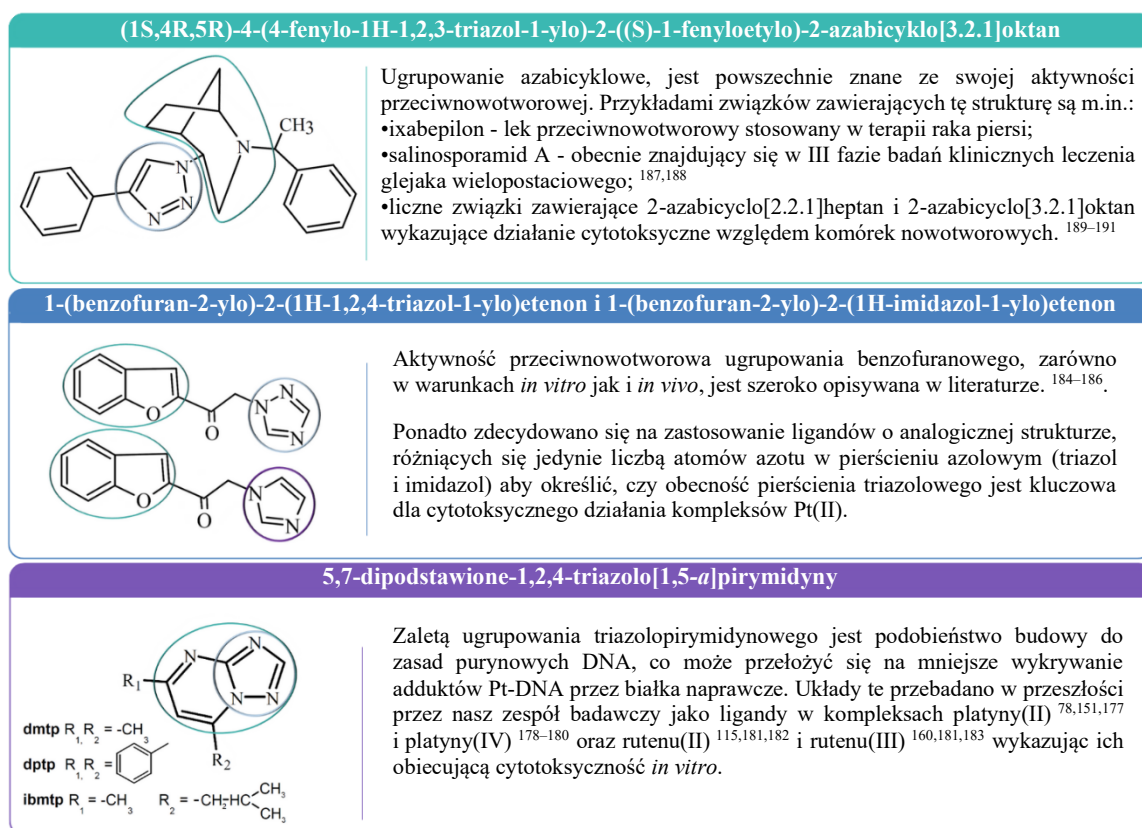 (1S,4R,5R)-4-(4-fenylo-1H-1,2,3-triazol-1-ylo)-2-((S)-1-fenyloetylo)-2-azabicyklo[3.2.1]oktan
CH3
N
N
N
N
Ugrupowanie azabicyklowe, jest powszechnie znane ze swojej aktywności
przeciwnowotworowej. Przykładami związków zawierających tę strukturę są m.in.:
•ixabepilon - lek przeciwnowotworowy stosowany w terapii raka piersi;
•salinosporamid A - obecnie znajdujący się w III fazie badań klinicznych leczenia
glejaka wielopostaciowego; 187,188
•liczne związki zawierające 2-azabicyclo[2.2.1]heptan i 2-azabicyclo[3.2.1]oktan
wykazujące działanie cytotoksyczne względem komórek nowotworowych. 189–191
1-(benzofuran-2-ylo)-2-(1H-1,2,4-triazol-1-ylo)etenon i 1-(benzofuran-2-ylo)-2-(1H-imidazol-1-ylo)etenon
N
N
O
O
N
N
O
O
N
Aktywność przeciwnowotworowa ugrupowania benzofuranowego, zarówno
w warunkach in vitro jak i in vivo, jest szeroko opisywana w literaturze. 184–186.
Ponadto zdecydowano się na zastosowanie ligandów o analogicznej strukturze,
różniących się jedynie liczbą atomów azotu w pierścieniu azolowym (triazol
i imidazol) aby określić, czy obecność pierścienia triazolowego jest kluczowa
dla cytotoksycznego działania kompleksów Pt(II).
5,7-dipodstawione-1,2,4-triazolo[1,5-a]pirymidyny
N
N
R1
N
N
R2
dmtp R1, R2 = -CH3
dptp R1, R2 =
ibmtp R1 = -CH3 R2 = -CH2-HC CH3
CH3
Zaletą ugrupowania triazolopirymidynowego jest podobieństwo budowy do
zasad purynowych DNA, co może przełożyć się na mniejsze wykrywanie
adduktów Pt-DNA przez białka naprawcze. Układy te przebadano w przeszłości
przez nasz zespół badawczy jako ligandy w kompleksach platyny(II) 78,151,177
i platyny(IV) 178–180 oraz rutenu(II) 115,181,182 i rutenu(III) 160,181,183 wykazując ich
obiecującą cytotoksyczność in vitro.